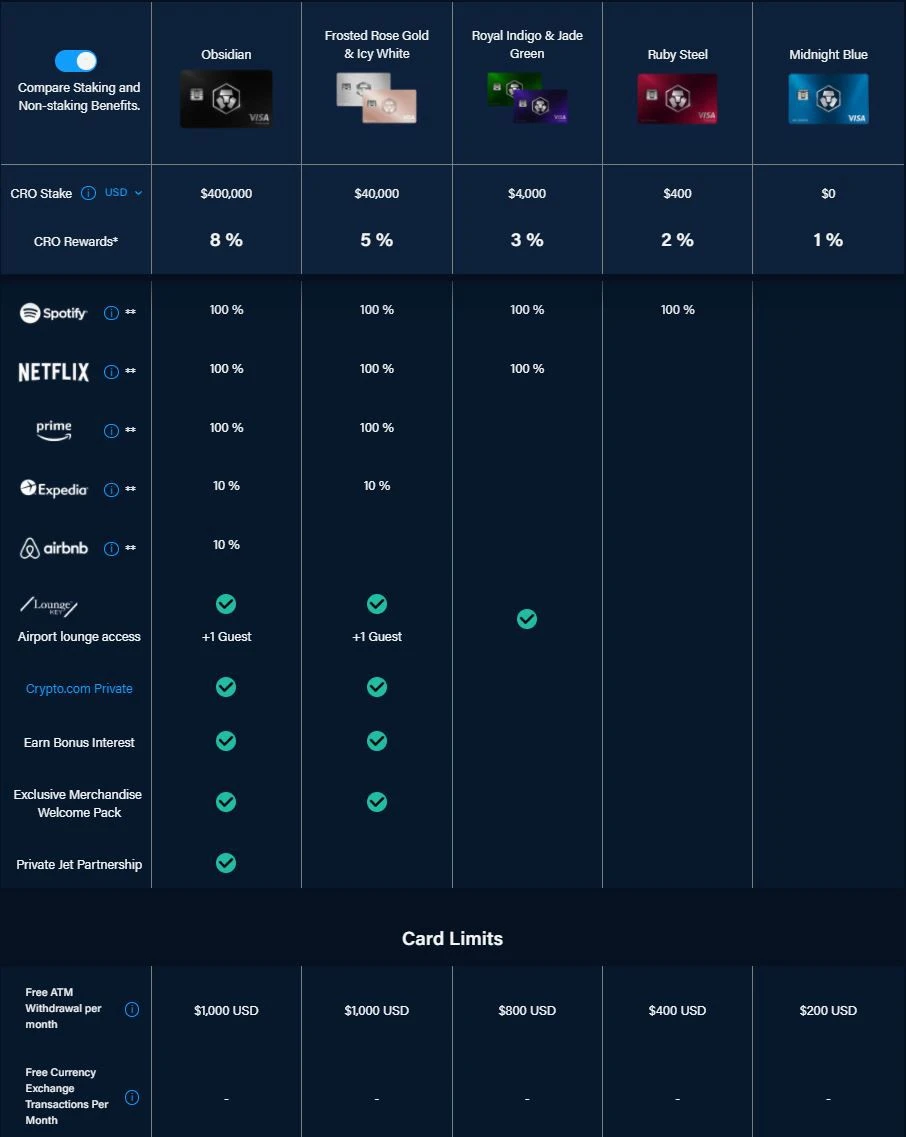 Obsidian
Frosted Rose Gold
& Icy White
Royal Indigo & Jade
Green
Ruby Steel
Midnight Blue
Compare Staking and
Non-staking Benefits.
VISA
VISA
VISA
VISA
VISA
CRO Stake USD $400,000 $40,000 $4,000 $400 $0
CRO Rewards* 8 % 5 % 3 % 2 % 1 %
Spotify ** 100 % 100 % 100 % 100 %
NETFLIX ** 100 % 100 % 100 %
prime ** 100 % 100 %
Expedia ** 10 % 10 %
airbnb ** 10 %
Lounge
KEY
Airport lounge access +1 Guest +1 Guest
Crypto.com Private
Earn Bonus Interest
Exclusive Merchandise
Welcome Pack
Private Jet Partnership
Card Limits
Free ATM
Withdrawal per
month
$1,000 USD $1,000 USD $800 USD $400 USD $200 USD
Free Currency
Exchange
Transactions Per
Month
- - - - -